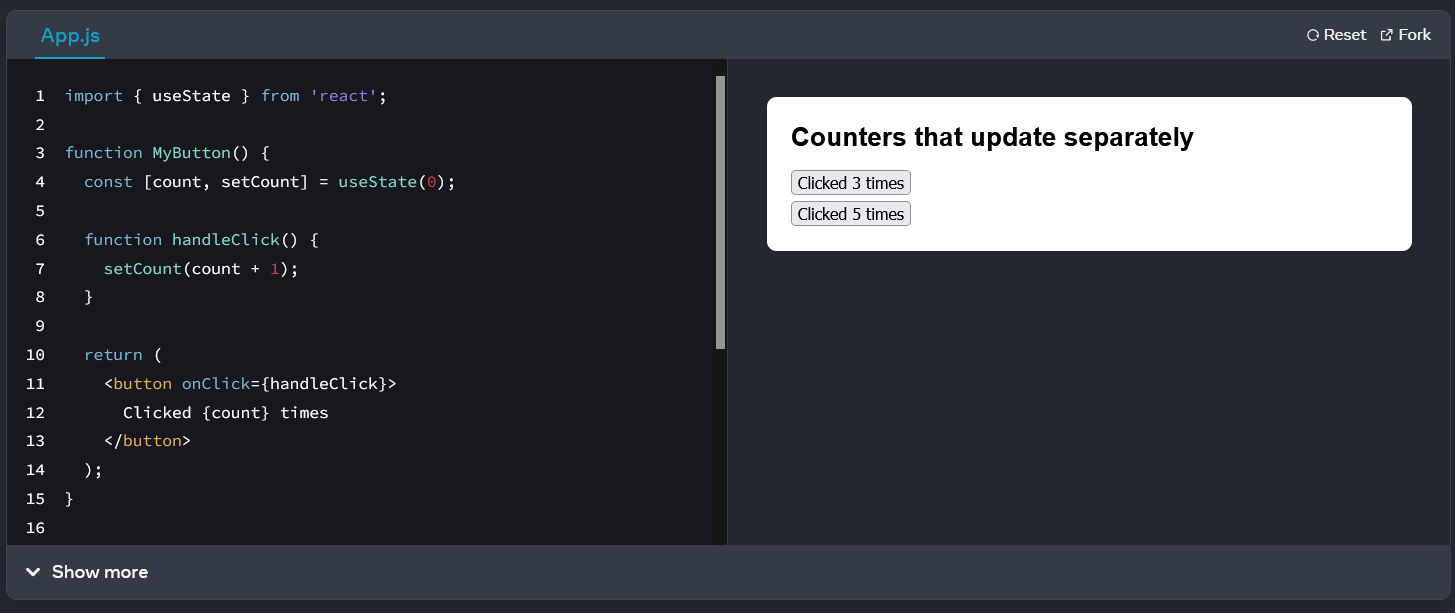 App.js
Reset Fork
1 import { useState } from 'react';
2
3 function MyButton() {
4   const [count, setCount] = useState(0);
5
6   function handleClick() {
7     setCount(count + 1);
8   }
9
10   return (
11     <button onClick={handleClick}>
12       Clicked {count} times
13     </button>
14   );
15 }
16
Show more
Counters that update separately
Clicked 3 times
Clicked 5 times